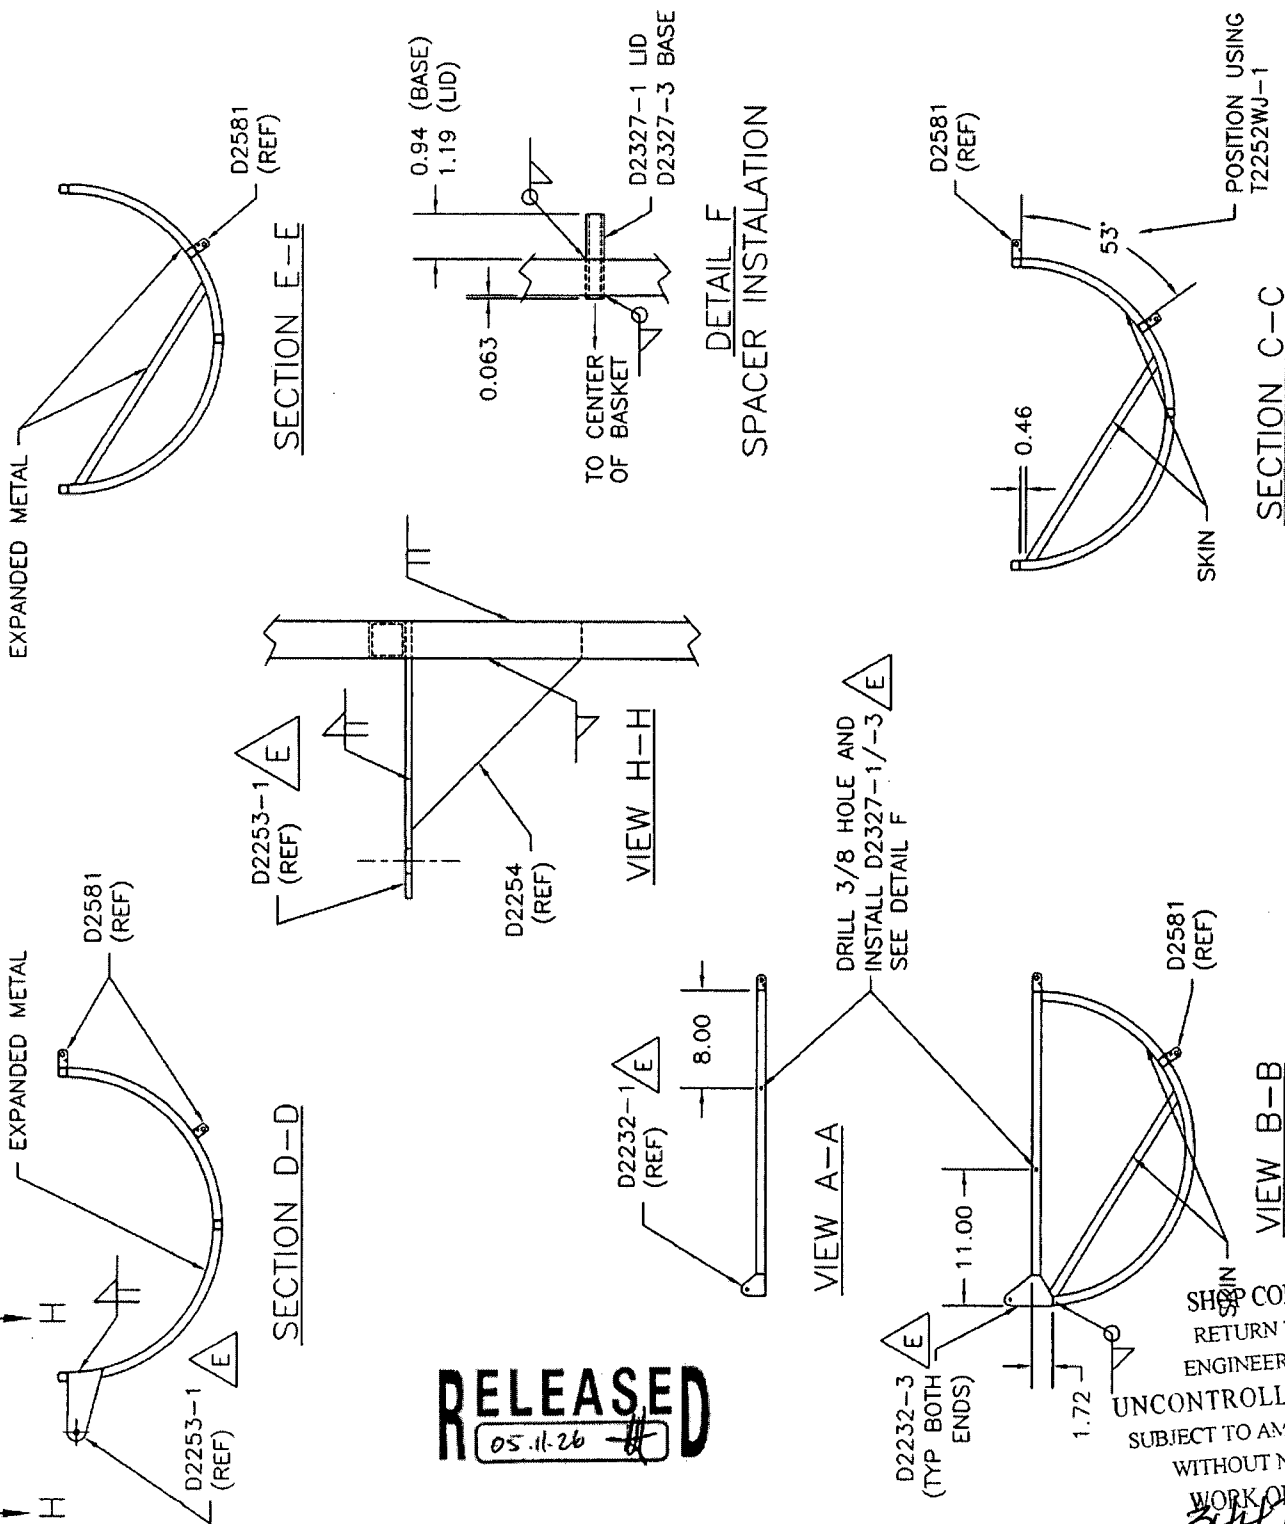 EXPANDED METAL
D2581
(REF)
SECTION E-E
0.94 (BASE)
1.19 (LID)
0.063
TO CENTER
OF BASKET
D2327-1 LID
D2327-3 BASE
DETAIL F
SPACER INSTALATION
D2581
(REF)
53°
POSITION USING
T2252WJ-1
0.46
SKIN
SECTION C-C
H
H
EXPANDED METAL
D2581
(REF)
D2253-1
(REF)
E
SECTION D-D
D2253-1
(REF)
E
D2254
(REF)
VIEW H-H
D2232-1
(REF)
E
8.00
VIEW A-A
DRILL 3/8 HOLE AND
INSTALL D2327-1/-3
SEE DETAIL F
E
D2232-3
(TYP BOTH
ENDS)
E
11.00
1.72
D2581
(REF)
SKIN
VIEW B-B
RELEASED
05.11.26
SHOP CO
RETURN
ENGINEER
UNCONTROLL
SUBJECT TO AM
WITHOUT N
WORK O